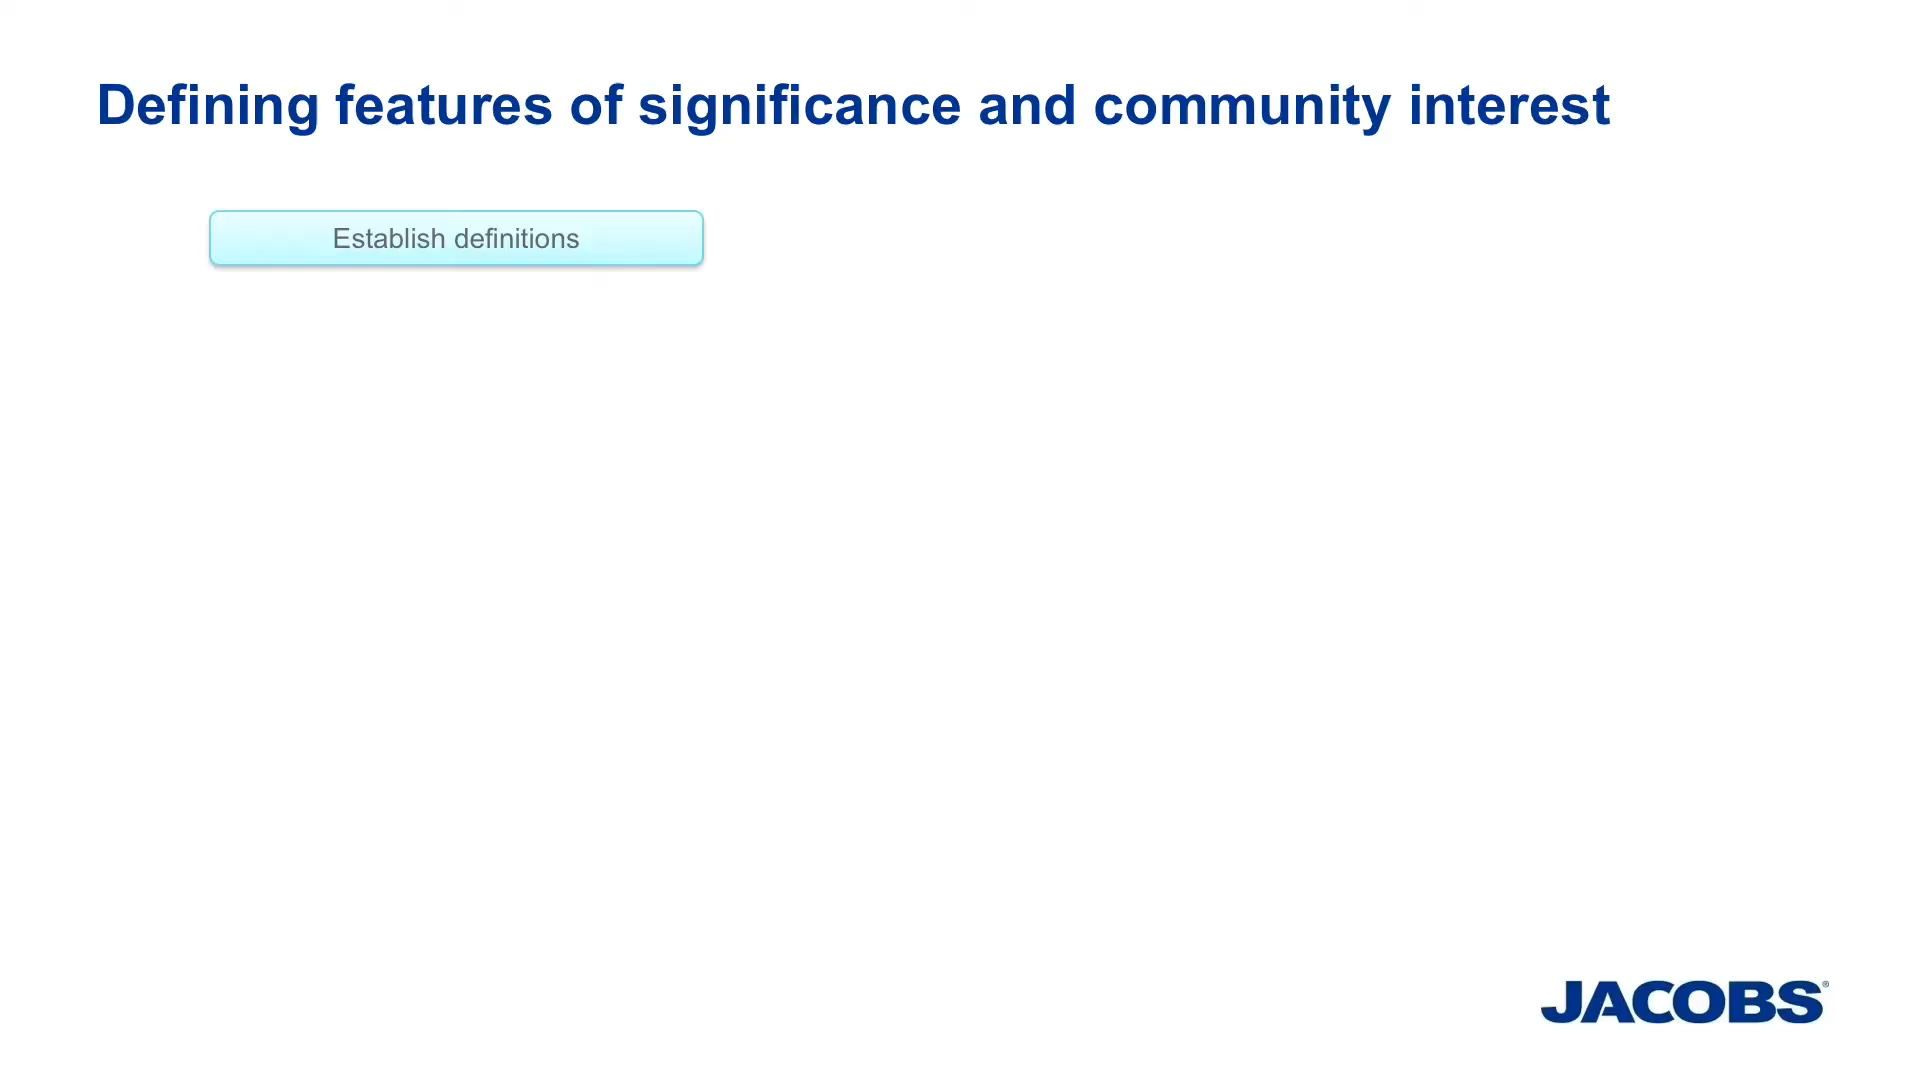 Defining features of significance and community interest
Establish definitions
JACOBS®